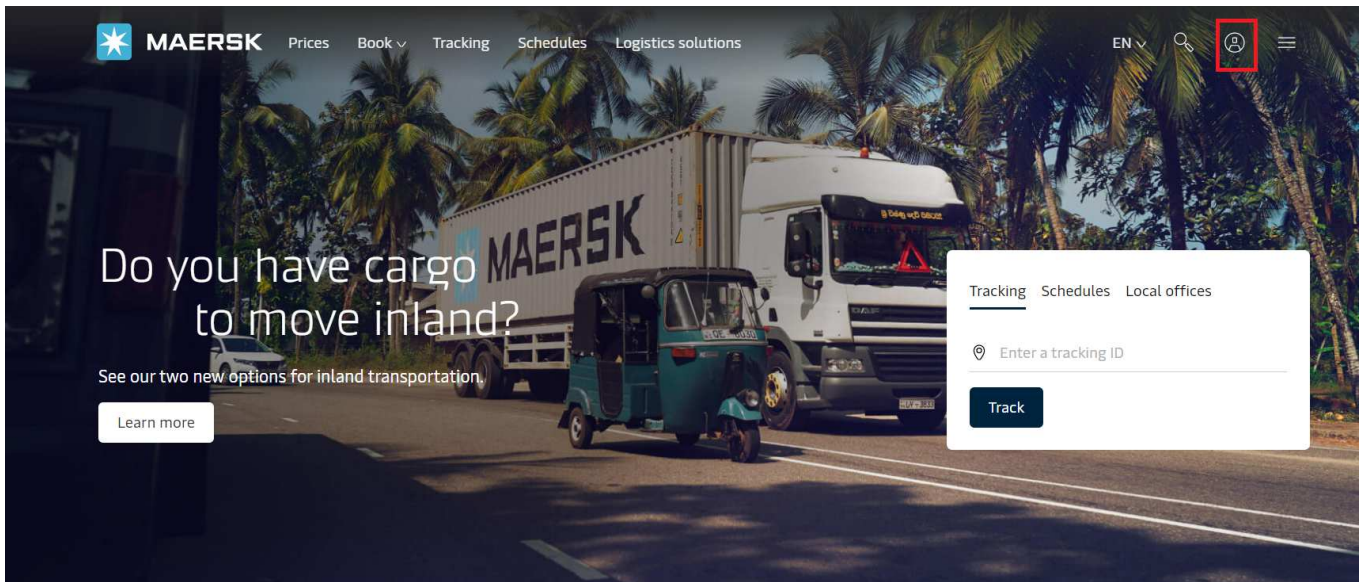 MAERSK
Prices
Book
Tracking
Schedules
Logistics solutions
EN
MAERSK
Do you have cargo
to move inland?
See our two new options for inland transportation.
Learn more
Tracking
Schedules
Local offices
Enter a tracking ID
Track
DAF